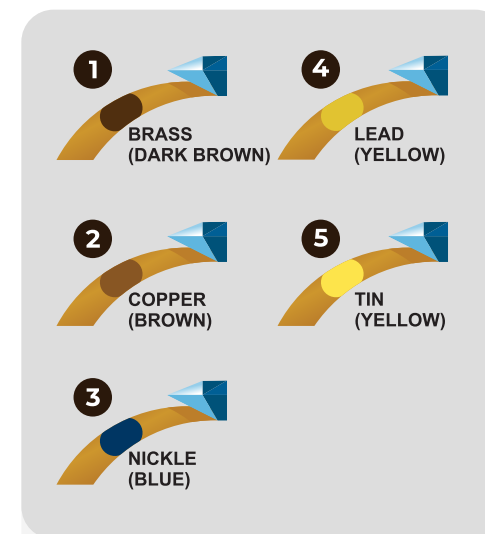 1
BRASS
(DARK BROWN)
2
COPPER
(BROWN)
3
NICKLE
(BLUE)
4
LEAD
(YELLOW)
5
TIN
(YELLOW)